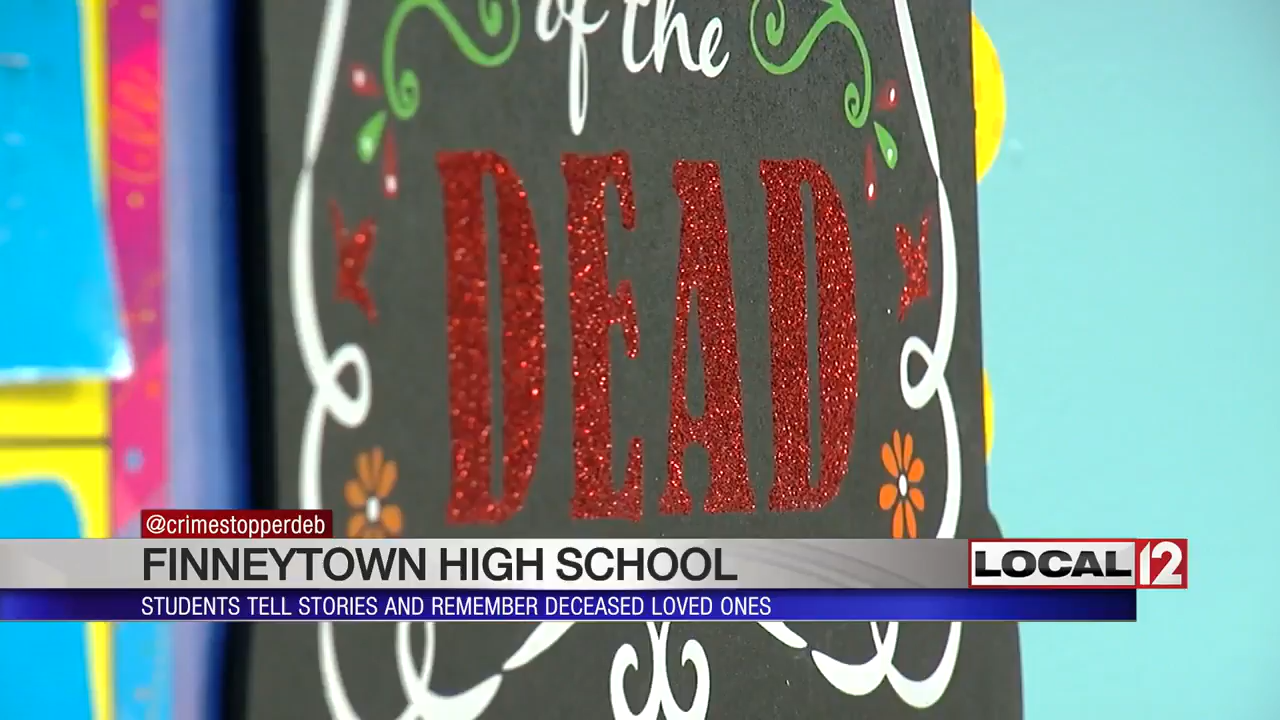 of the
DEAD
@crimestopperdeb
FINNEYTOWN HIGH SCHOOL
LOCAL 12
STUDENTS TELL STORIES AND REMEMBER DECEASED LOVED ONES